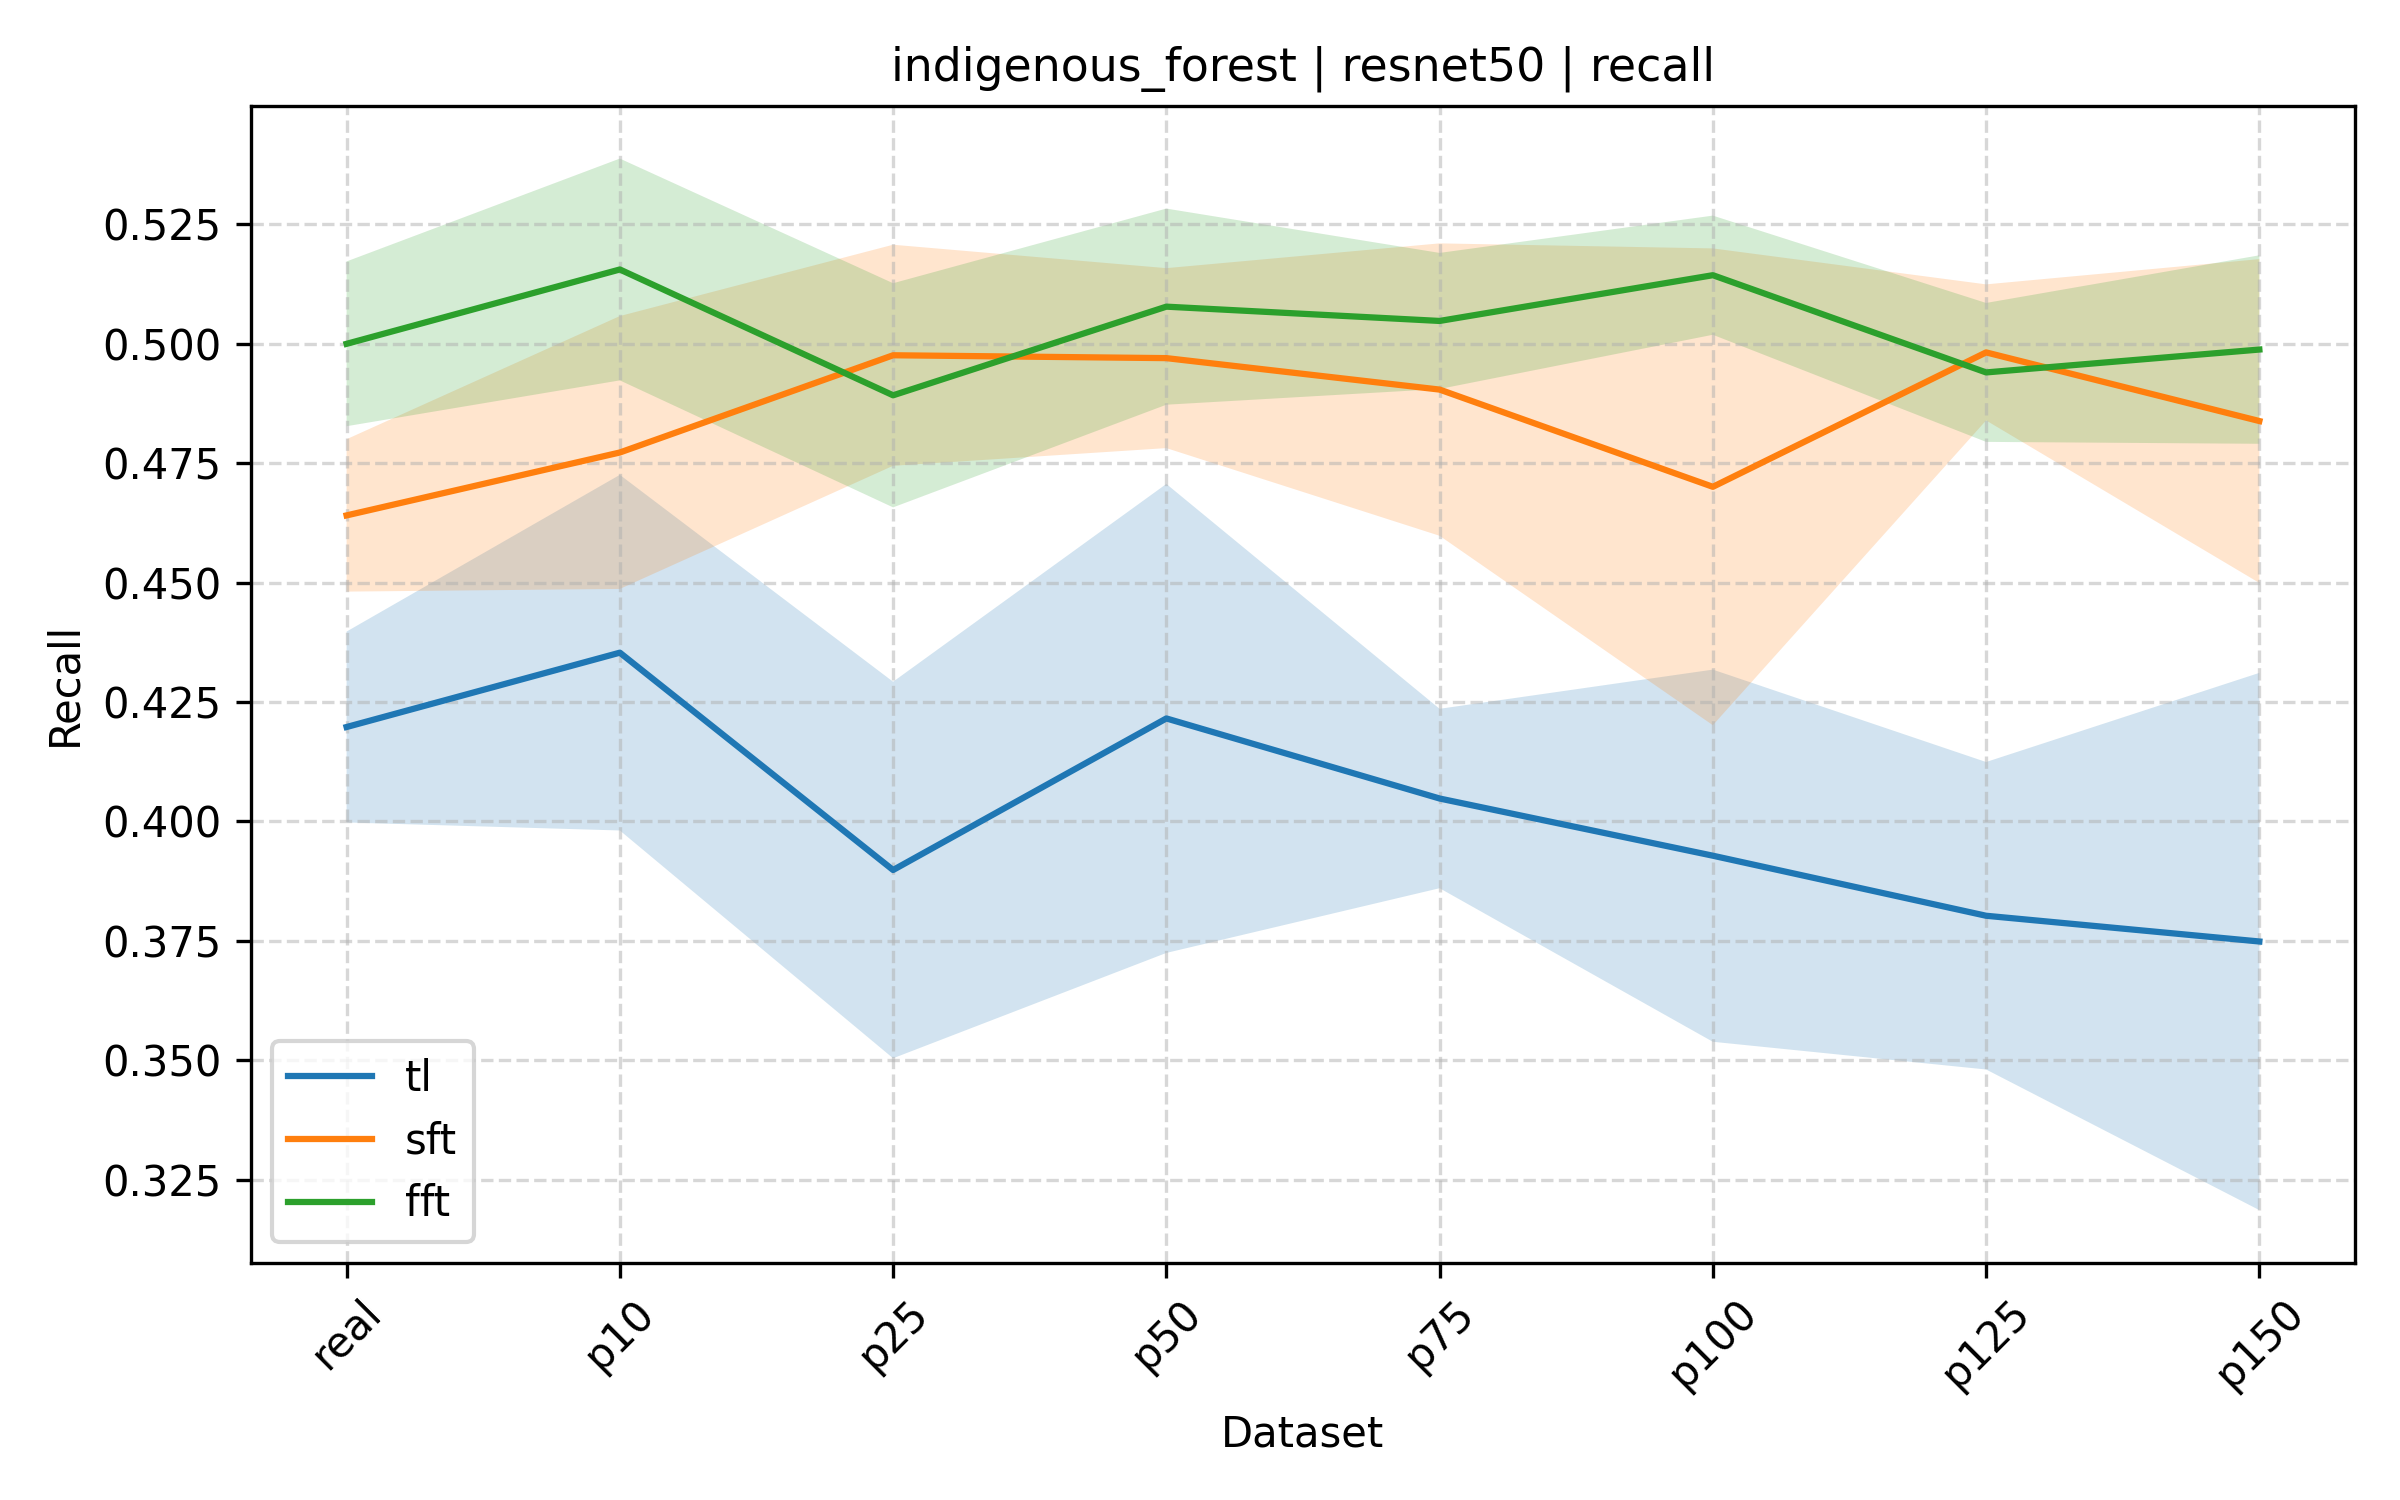 indigenous_forest | resnet50 | recall
Recall
0.525
0.500
0.475
0.450
0.425
0.400
0.375
0.350
0.325
tl
sft
fft
real
p10
p25
p50
p75
p100
p125
p150
Dataset